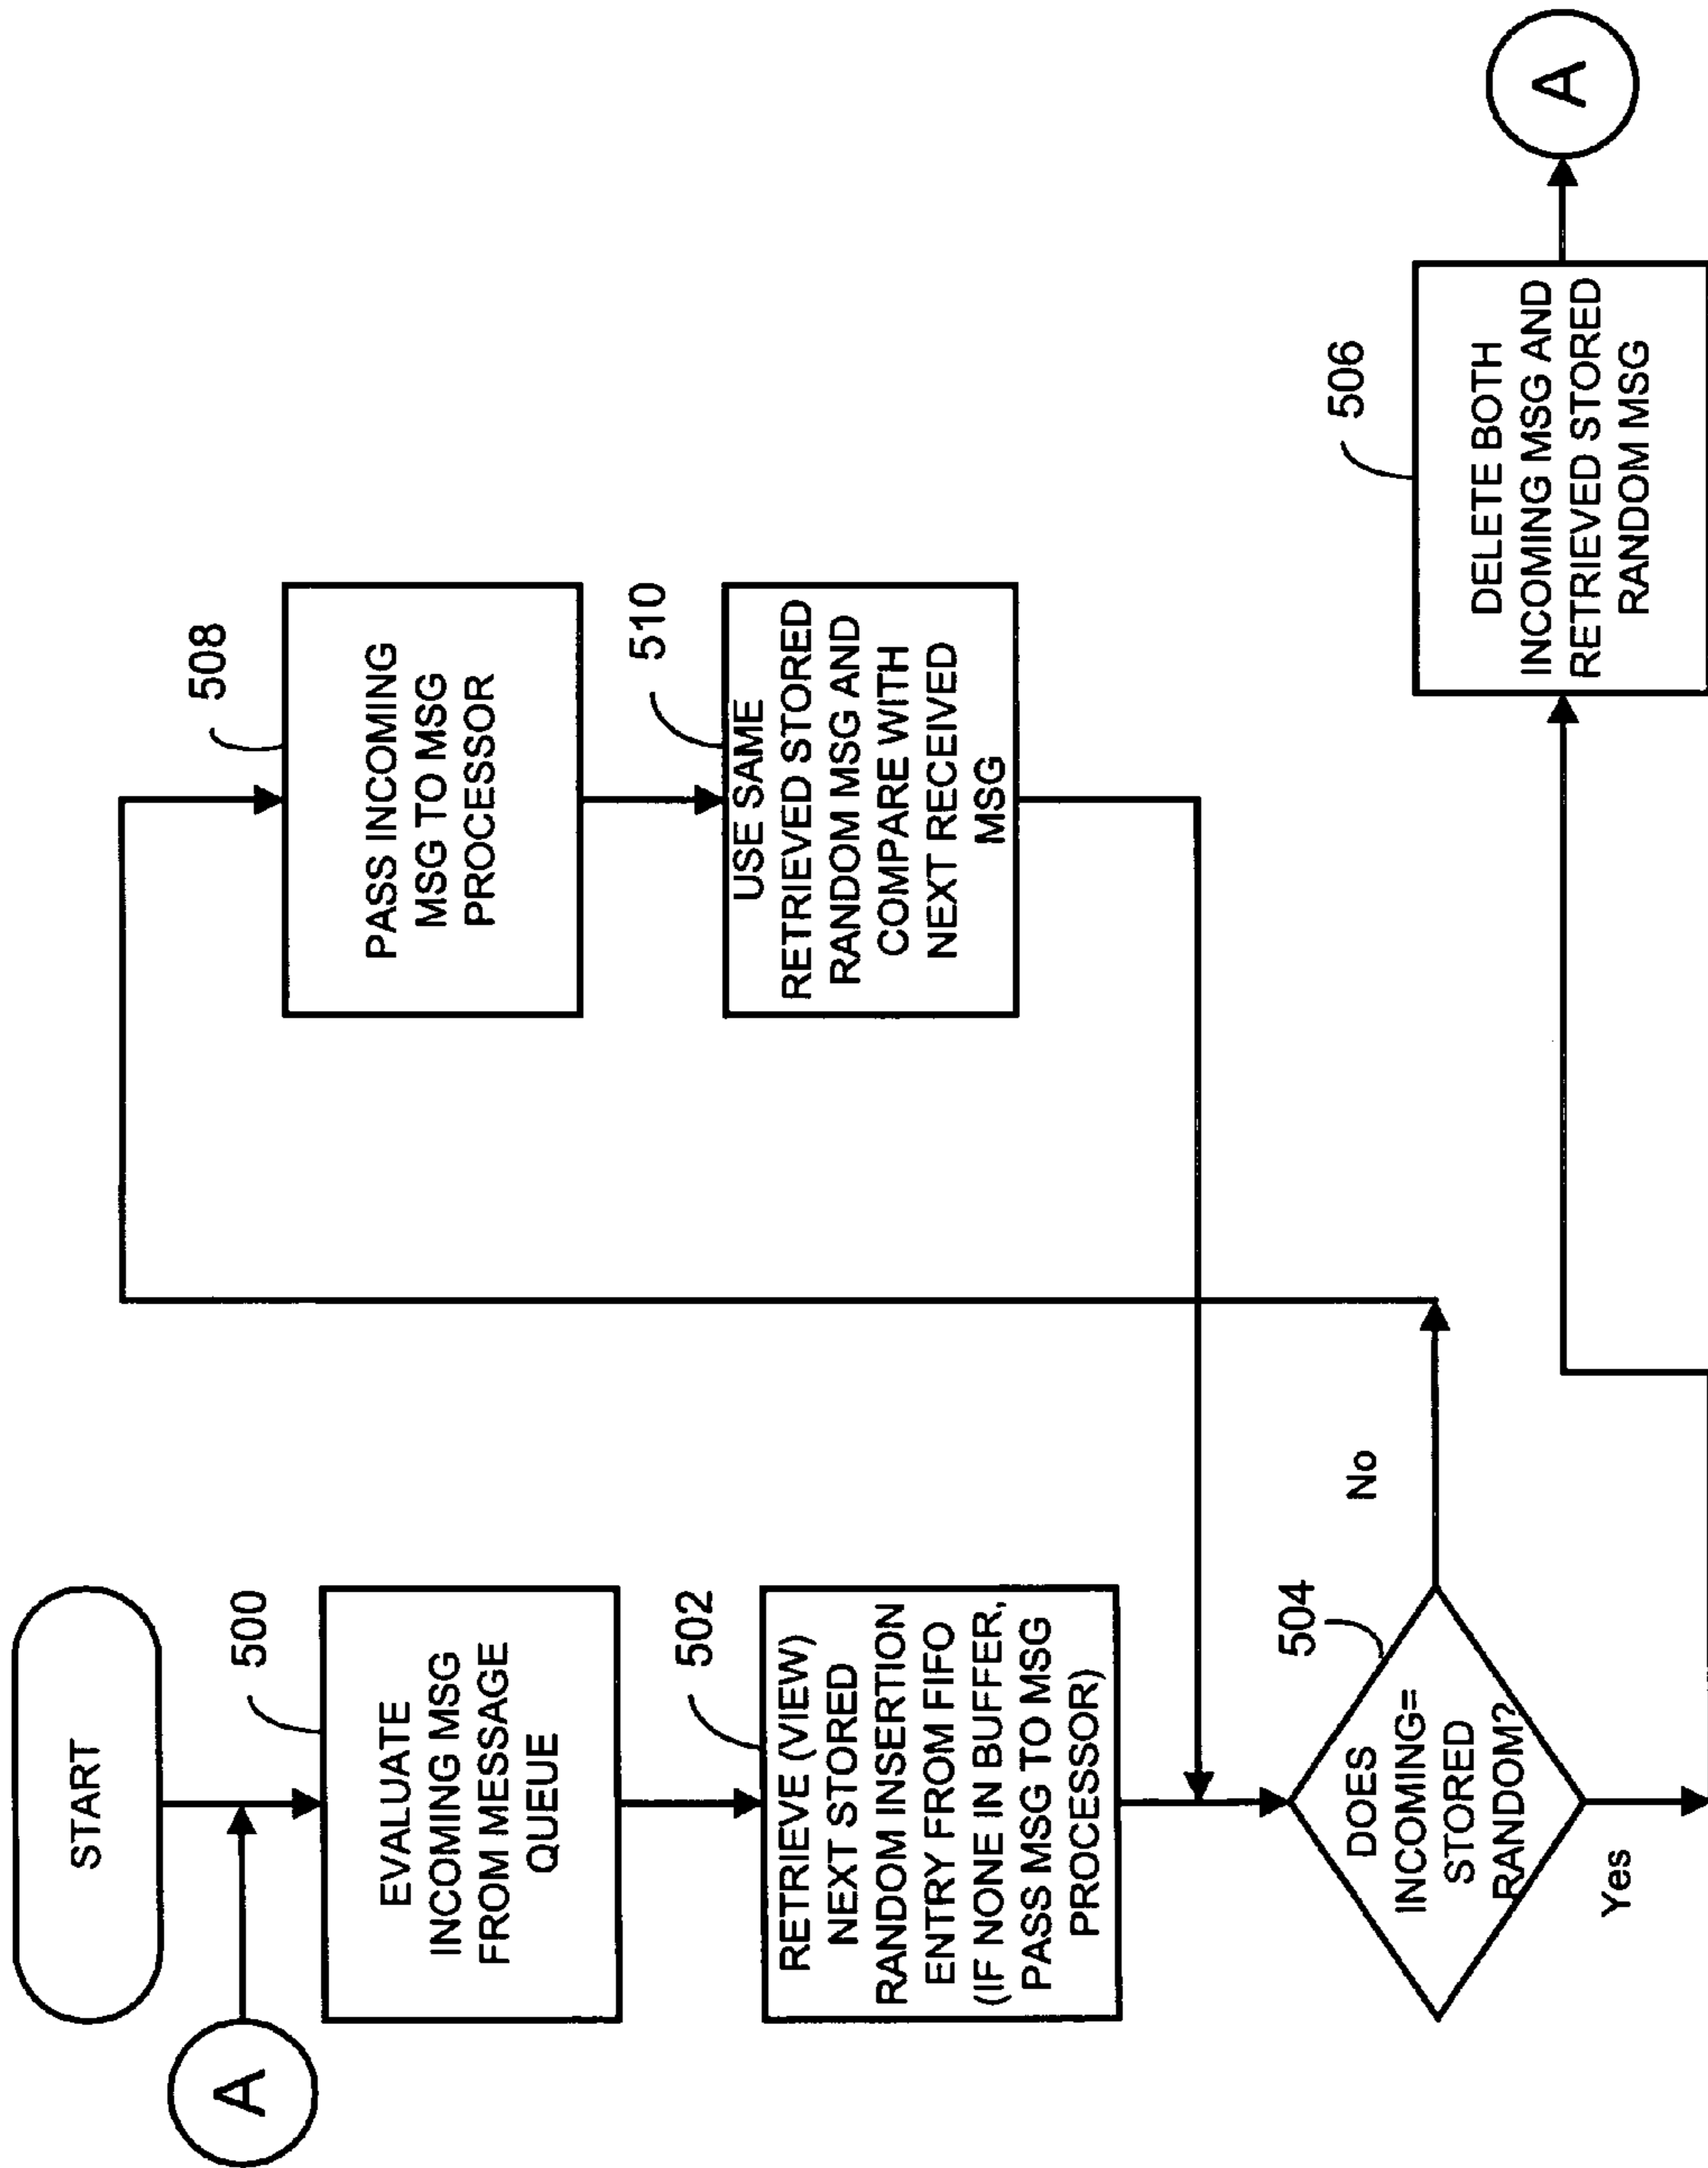 START
A
500
EVALUATE
INCOMING MSG
FROM MESSAGE
QUEUE
502
RETRIEVE (VIEW)
NEXT STORED
RANDOM INSERTION
ENTRY FROM FIFO
(IF NONE IN BUFFER,
PASS MSG TO MSG
PROCESSOR)
504
DOES
INCOMING=
STORED
RANDOM?
No
Yes
508
PASS INCOMING
MSG TO MSG
PROCESSOR
510
USE SAME
RETRIEVED STORED
RANDOM MSG AND
COMPARE WITH
NEXT RECEIVED
MSG
506
DELETE BOTH
INCOMING MSG AND
RETRIEVED STORED
RANDOM MSG
A